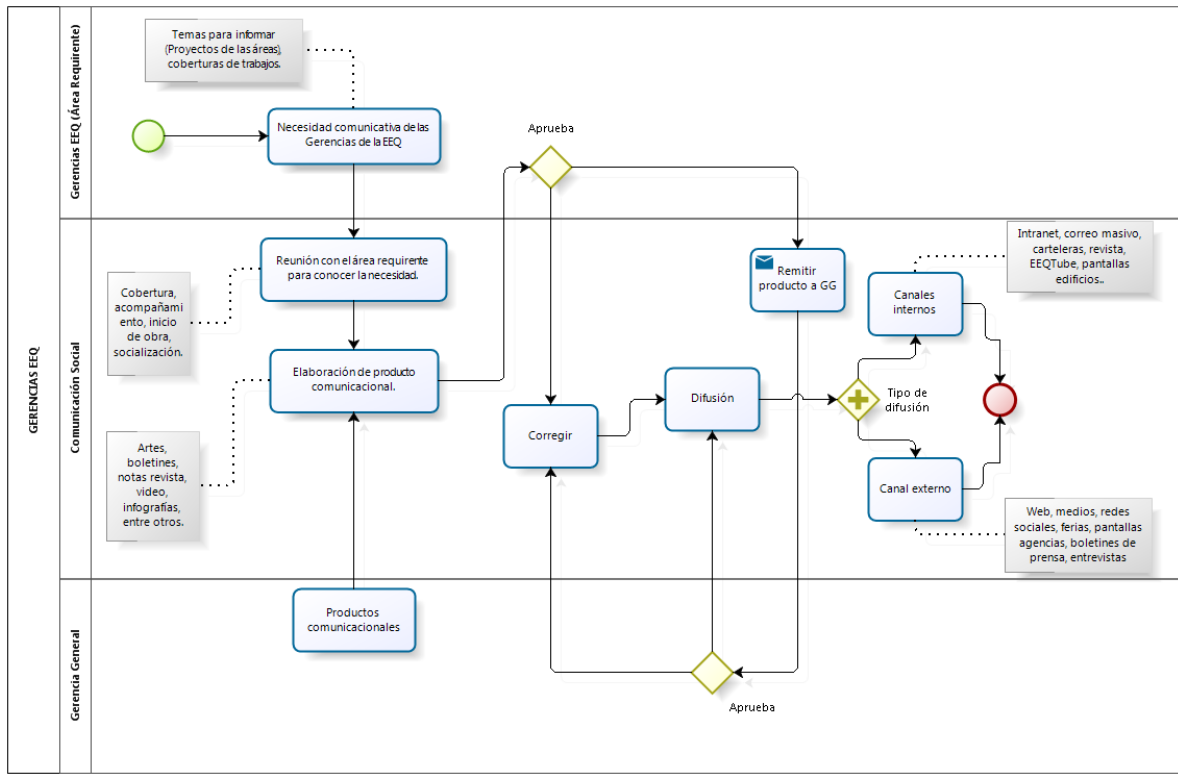 GERENCIAS EEQ
Gerencias EEQ (Área Requirente)
Temas para informar
(Proyectos de las áreas),
coberturas de trabajos.
Necesidad comunicativa de las
Gerencias de la EEQ
Aprueba
Comunicación Social
Reunión con el área requirente
para conocer la necesidad.
Cobertura,
acompañami
ento, inicio
de obra,
socialización.
Elaboración de producto
comunicacional.
Artes,
boletines,
notas revista,
video,
infografías,
entre otros.
Corregir
Difusión
Remitir
producto a GG
Canales
internos
Intranet, correo masivo,
carteleras, revista,
EEQTube, pantallas
edificios..
Tipo de
difusión
Canal externo
Web, medios, redes
sociales, ferias, pantallas
agencias, boletines de
prensa, entrevistas
Gerencia General
Productos
comunicacionales
Aprueba